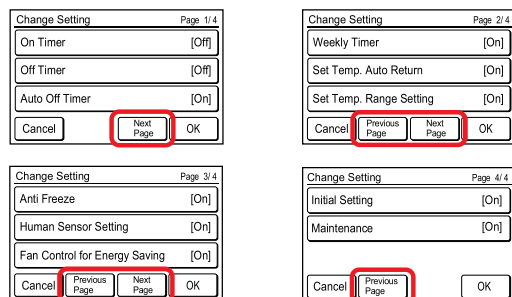 Change Setting Page 1/4
On Timer [Off]
Off Timer [Off]
Auto Off Timer [On]
Cancel Next Page OK
Change Setting Page 2/4
Weekly Timer [On]
Set Temp. Auto Return [On]
Set Temp. Range Setting [On]
Cancel Previous Page Next Page OK
Change Setting Page 3/4
Anti Freeze [On]
Human Sensor Setting [On]
Fan Control for Energy Saving [On]
Cancel Previous Page Next Page OK
Change Setting Page 4/4
Initial Setting [On]
Maintenance [On]
Cancel Previous Page OK